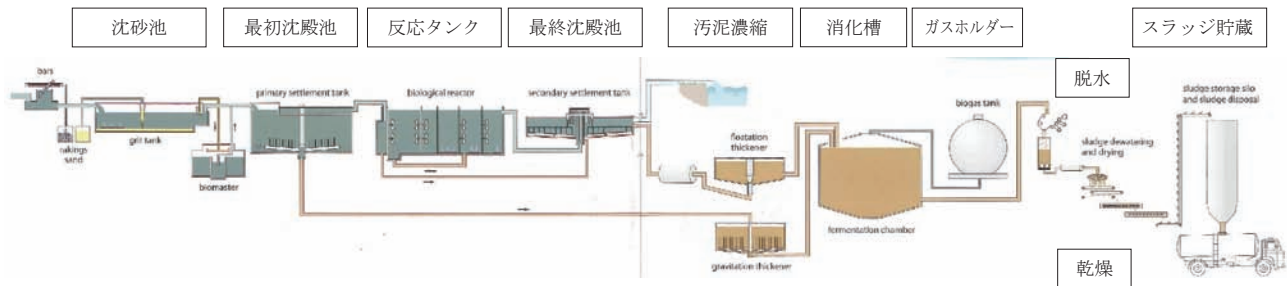 沈砂池
最初沈殿池
反応タンク
最終沈殿池
汚泥濃縮
消化槽
ガスホルダー
スラッジ貯蔵
脱水
bars
primary settlement tank
biological reactor
secondary settlement tank
biogas tank
sludge storage silo
and sludge disposal
rakings
sand
grit tank
biomaster
flostation
thickener
sludge dewatering
and drying
fermentation chamber
gravitation thickener
乾燥